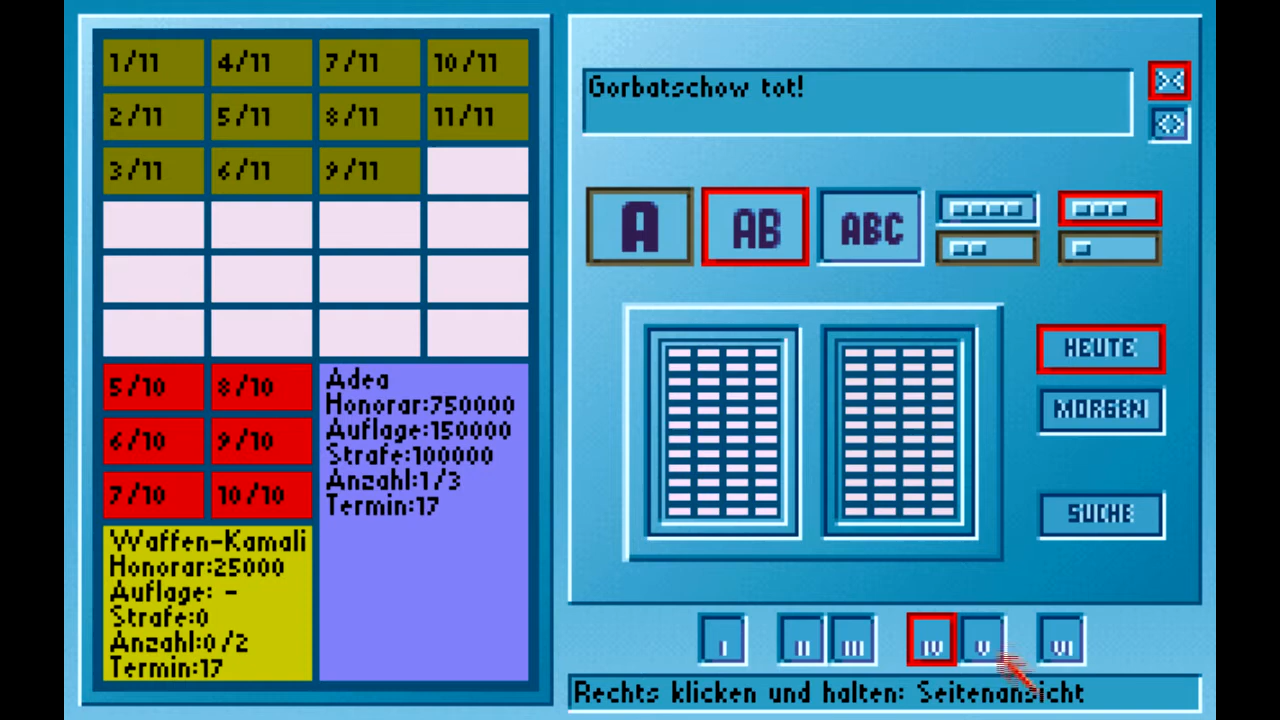 1/11 4/11 7/11 10/11
2/11 5/11 8/11 11/11
3/11 6/11 9/11
5/10 8/10
6/10 9/10
7/10 10/10
Adea
Honorar:750000
Auflage:150000
Strafe:100000
Anzahl:1/3
Termin:17
Waffen-Kamali
Honorar:25000
Auflage: -
Strafe:0
Anzahl:0/2
Termin:17
Gorbatschow tot!
><
<>
A AB ABC
HEUTE
MORGEN
SUCHE
I II III IV V VI
Rechts klicken und halten: Seitenansicht